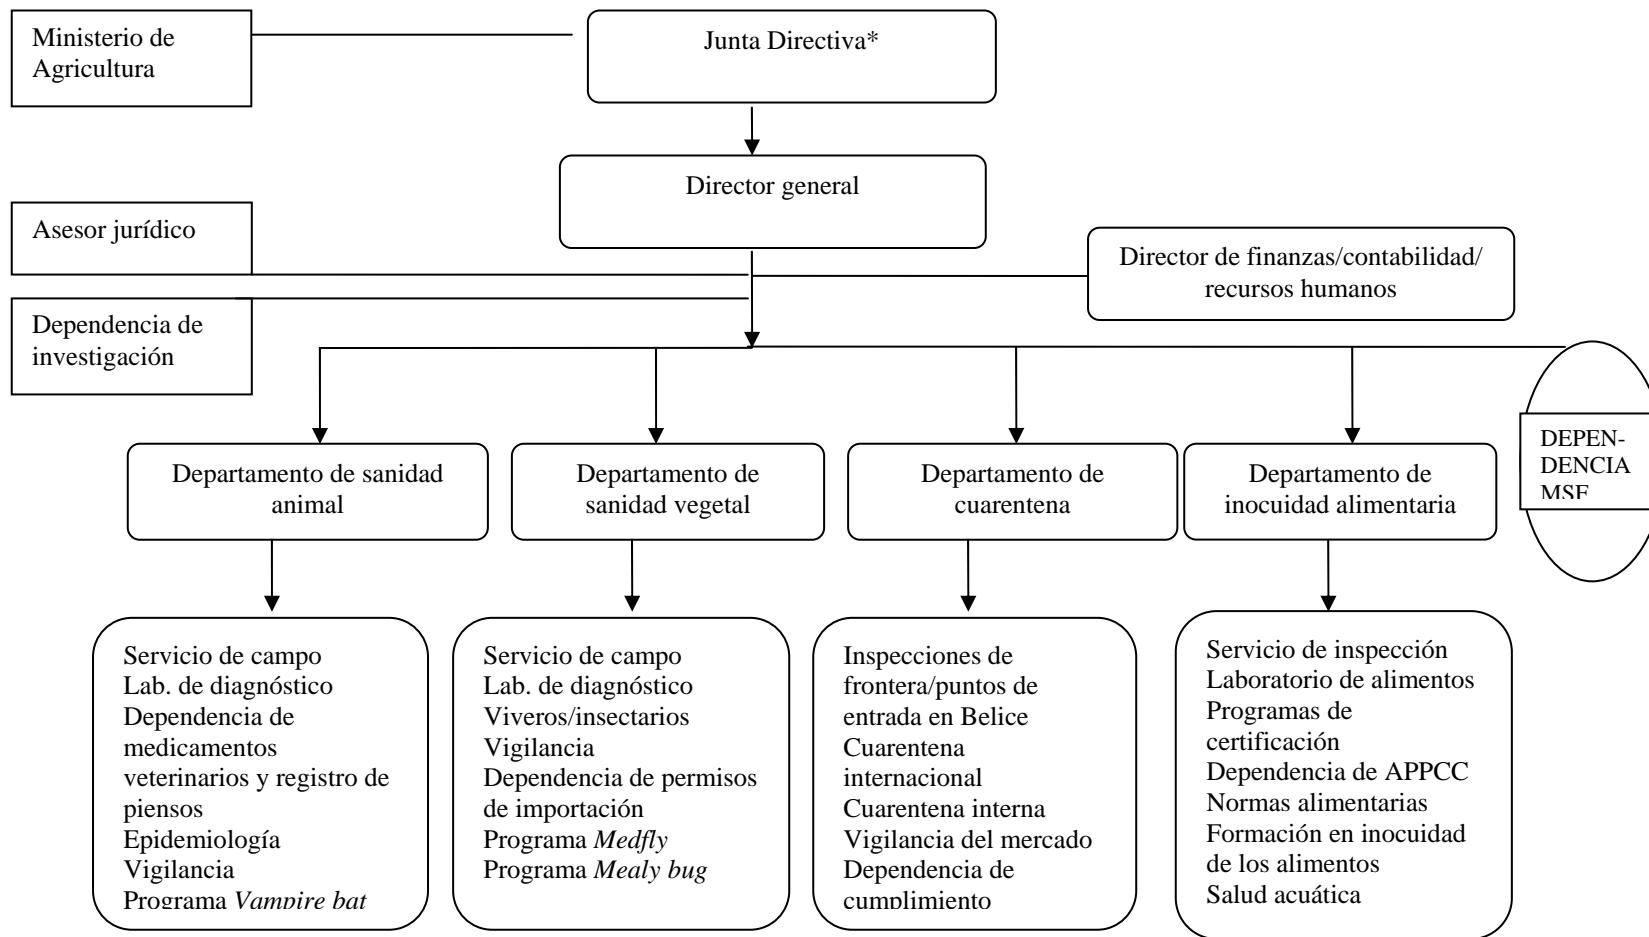 Ministerio de
Agricultura
Junta Directiva*
Director general
Asesor jurídico
Director de finanzas/contabilidad/
recursos humanos
Dependencia de
investigación
Departamento de sanidad
animal
Departamento de
sanidad vegetal
Departamento de
cuarentena
Departamento de
inocuidad alimentaria
DEPEN-
DENCIA
MSF
Servicio de campo
Lab. de diagnóstico
Dependencia de
medicamentos
veterinarios y registro de
piensos
Epidemiología
Vigilancia
Programa Vampire bat
Servicio de campo
Lab. de diagnóstico
Viveros/insectarios
Vigilancia
Dependencia de permisos
de importación
Programa Medfly
Programa Mealy bug
Inspecciones de
frontera/puntos de
entrada en Belice
Cuarentena
internacional
Cuarentena interna
Vigilancia del mercado
Dependencia de
cumplimiento
Servicio de inspección
Laboratorio de alimentos
Programas de
certificación
Dependencia de APPCC
Normas alimentarias
Formación en inocuidad
de los alimentos
Salud acuática